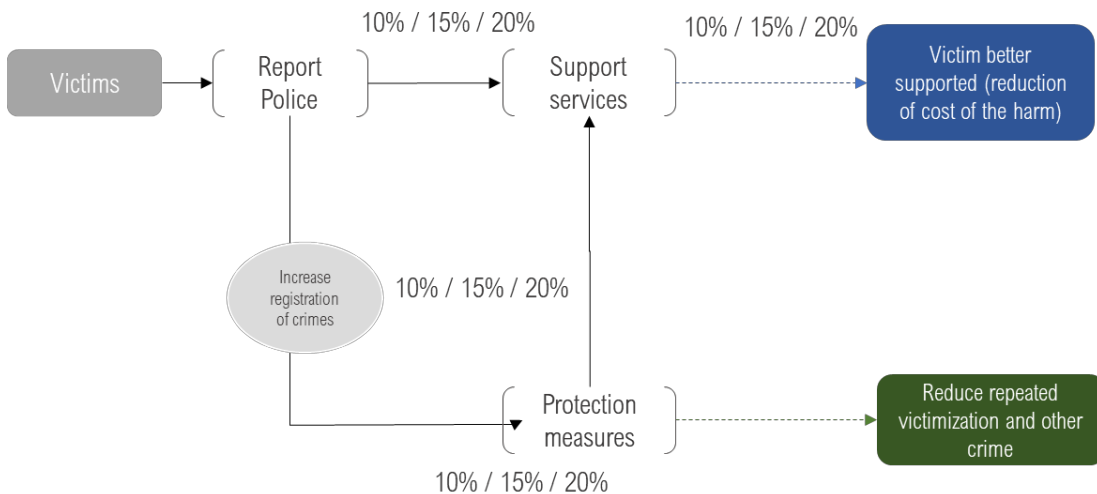 10% / 15% / 20%
10% / 15% / 20%
Victims
Report
Police
Support
services
Victim better
supported (reduction
of cost of the harm)
Increase
registration
of crimes
10% / 15% / 20%
Protection
measures
Reduce repeated
victimization and other
crime
10% / 15% / 20%